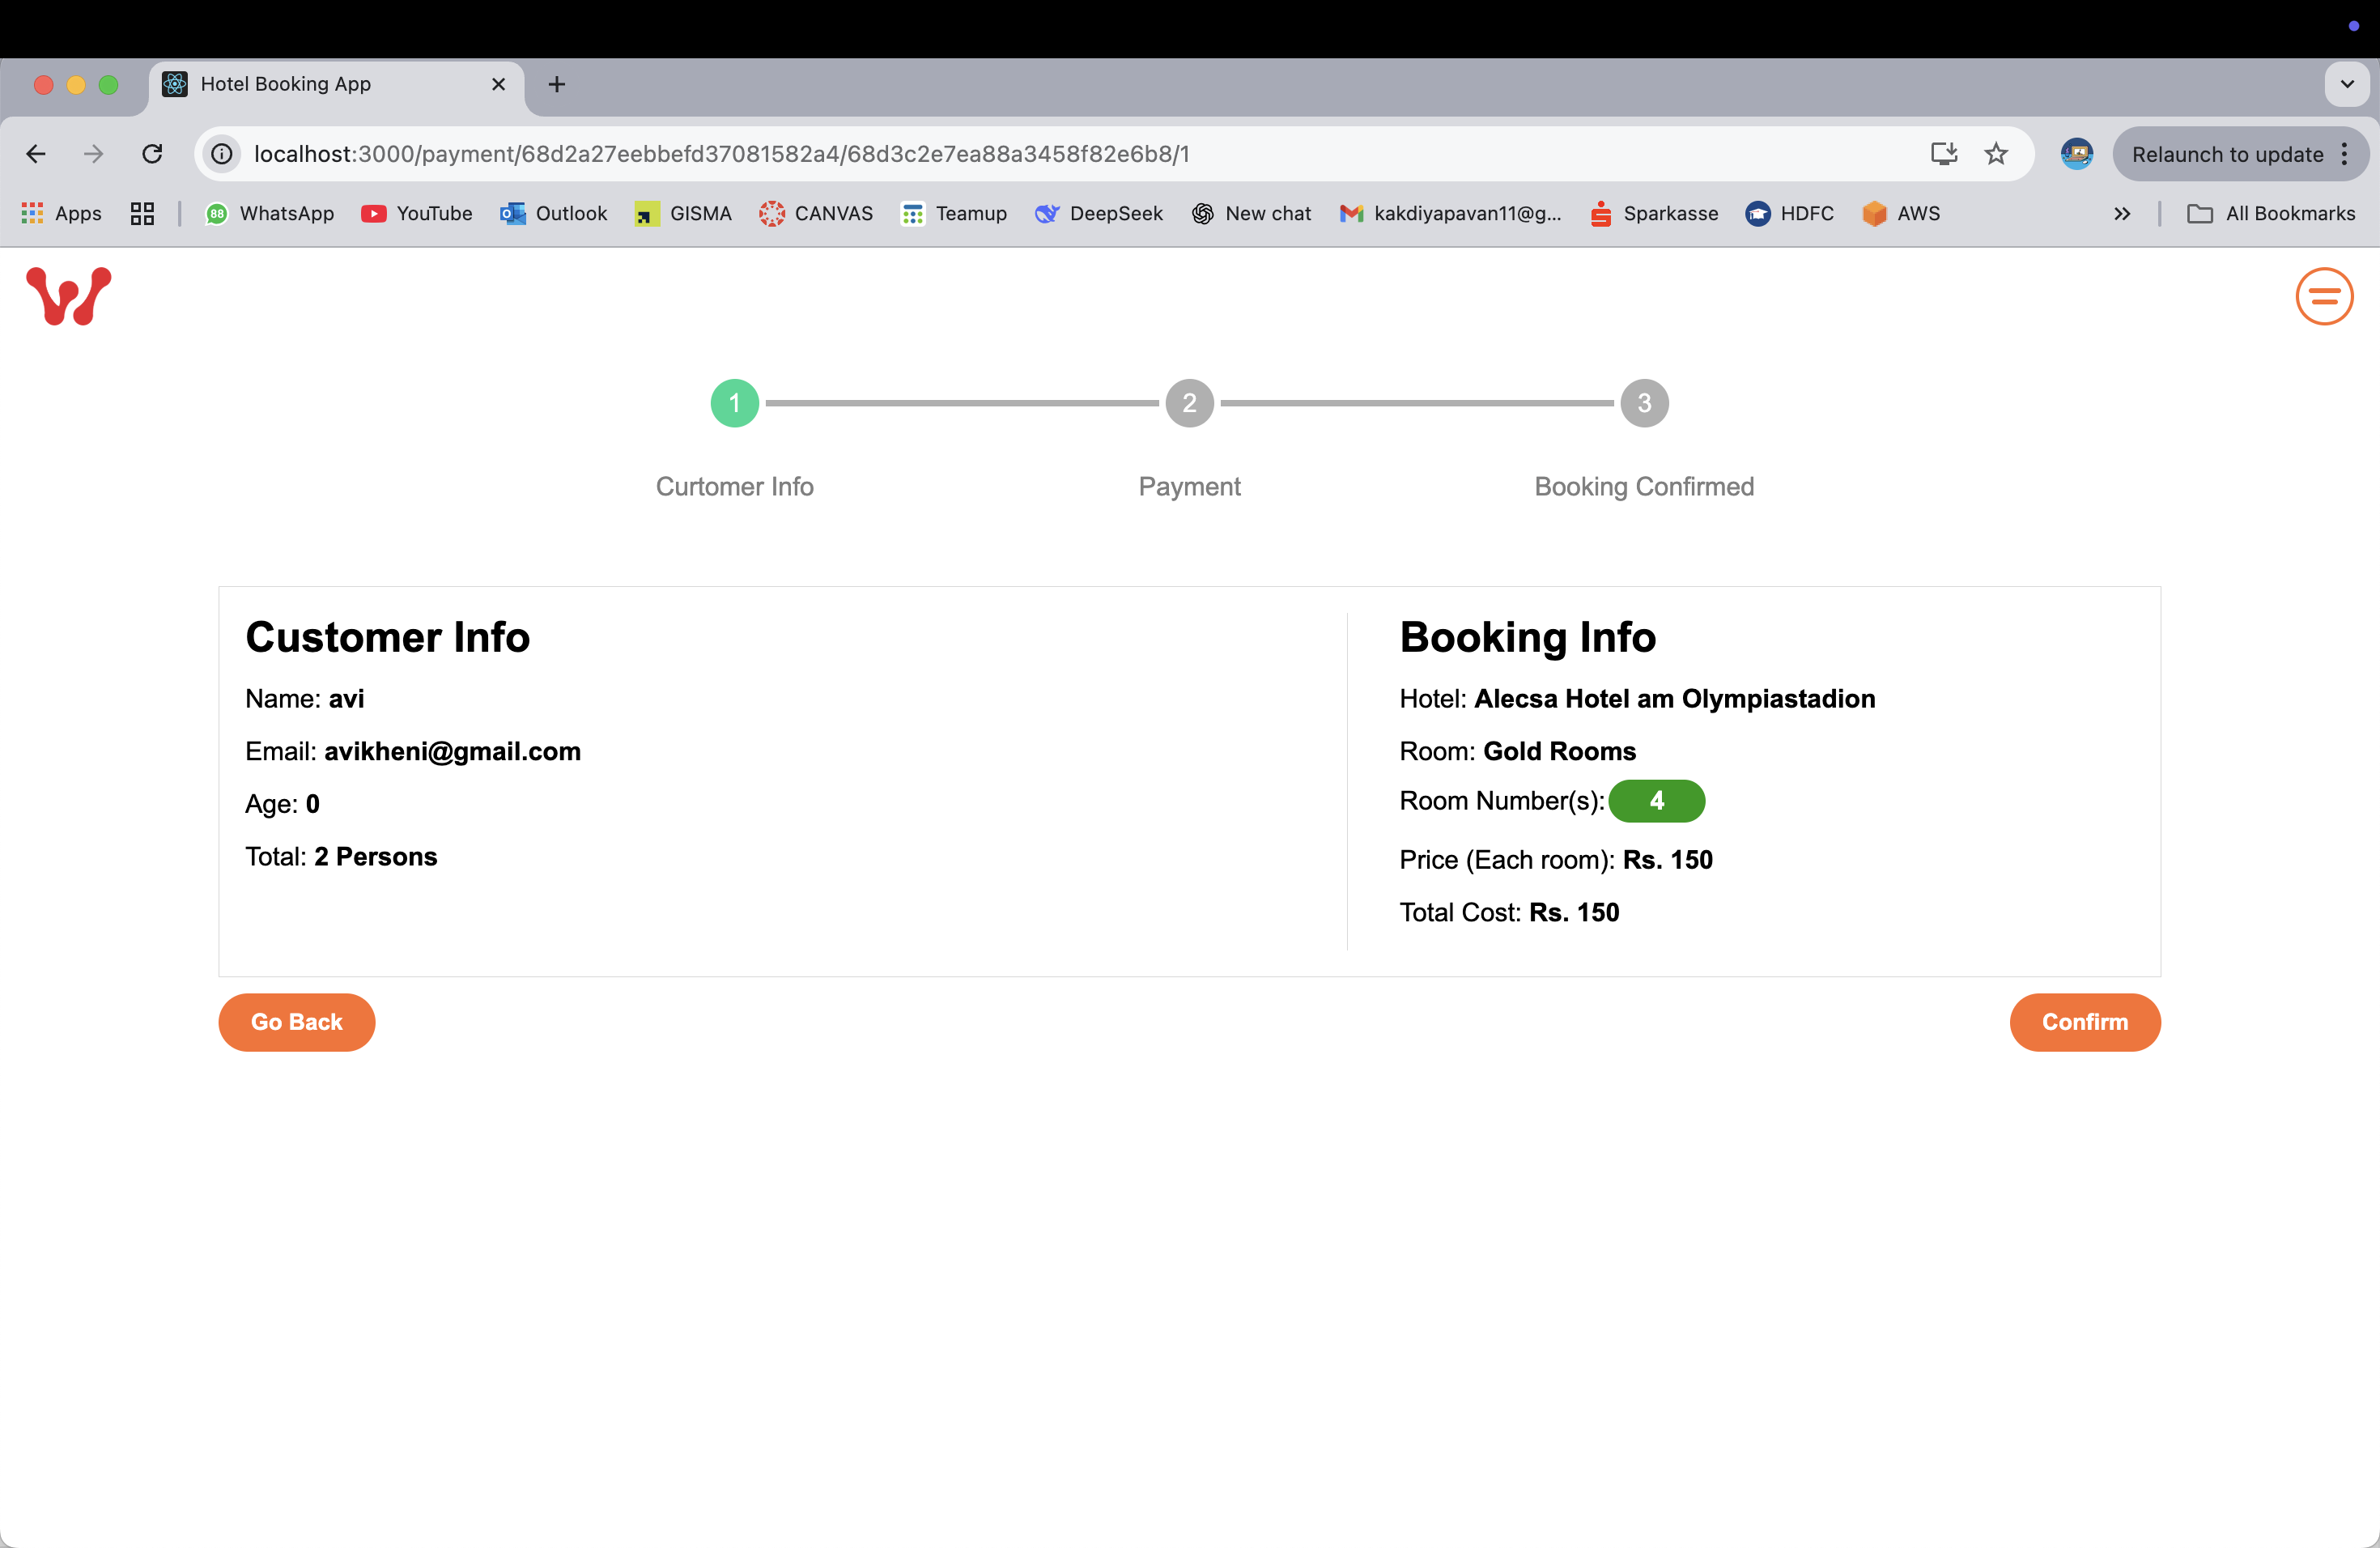 Hotel Booking App
localhost:3000/payment/68d2a27eebbefd37081582a4/68d3c2e7ea88a3458f82e6b8/1
Relaunch to update
Apps 88 WhatsApp YouTube Outlook GISMA CANVAS Teamup DeepSeek New chat kakdiyapavan11@g... Sparkasse HDFC AWS All Bookmarks
1 2 3
Curtomer Info Payment Booking Confirmed
Customer Info
Name: avi
Email: avikheni@gmail.com
Age: 0
Total: 2 Persons
Booking Info
Hotel: Alecsa Hotel am Olympiastadion
Room: Gold Rooms
Room Number(s): 4
Price (Each room): Rs. 150
Total Cost: Rs. 150
Go Back
Confirm